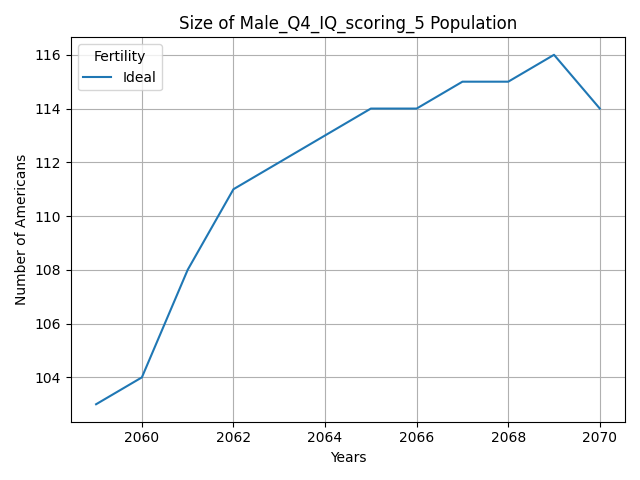 Size of Male_Q4_IQ_scoring_5 Population
Fertility
Ideal
Number of Americans
116
114
112
110
108
106
104
2060 2062 2064 2066 2068 2070
Years